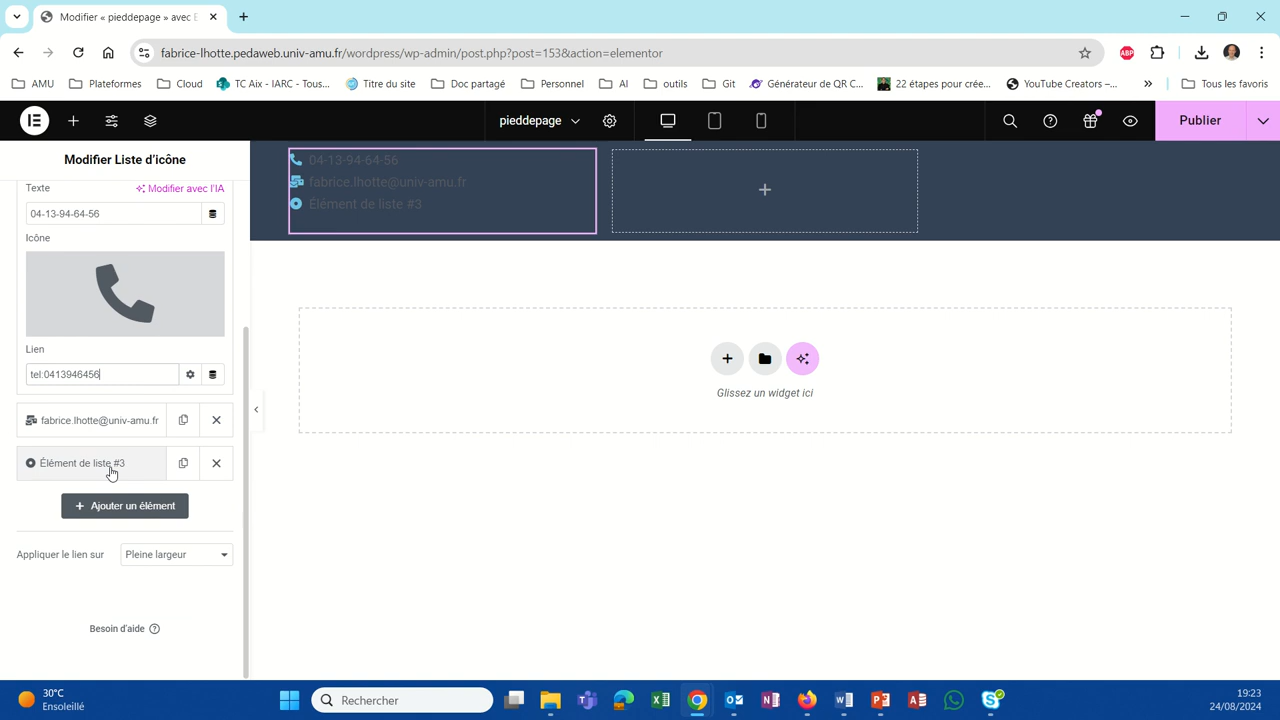 Modifier « pieddepage » avec E
fabrice-lhotte.pedaweb.univ-amu.fr/wordpress/wp-admin/post.php?post=153&action=elementor
ABP
AMU
Plateformes
Cloud
TC Aix - IARC - Tous...
Titre du site
Doc partagé
Personnel
AI
outils
Git
Générateur de QR C...
22 étapes pour crée...
YouTube Creators –...
Tous les favoris
pieddepage
Publier
Modifier Liste d'icône
Texte
Modifier avec l'IA
04-13-94-64-56
Icône
Lien
tel:0413946456
fabrice.lhotte@univ-amu.fr
Élément de liste #3
Ajouter un élément
Appliquer le lien sur
Pleine largeur
Besoin d'aide
04-13-94-64-56
fabrice.lhotte@univ-amu.fr
Élément de liste #3
Glissez un widget ici
30°C
Ensoleillé
Rechercher
19:23
24/08/2024